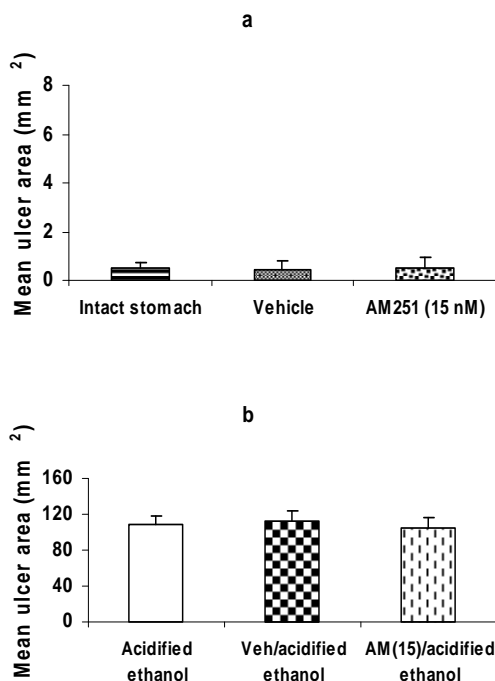 a
Mean ulcer area (mm 2)
8
6
4
2
0
Intact stomach
Vehicle
AM251 (15 nM)
b
Mean ulcer area (mm 2)
160
120
80
40
0
Acidified
ethanol
Veh/acidified
ethanol
AM(15)/acidified
ethanol